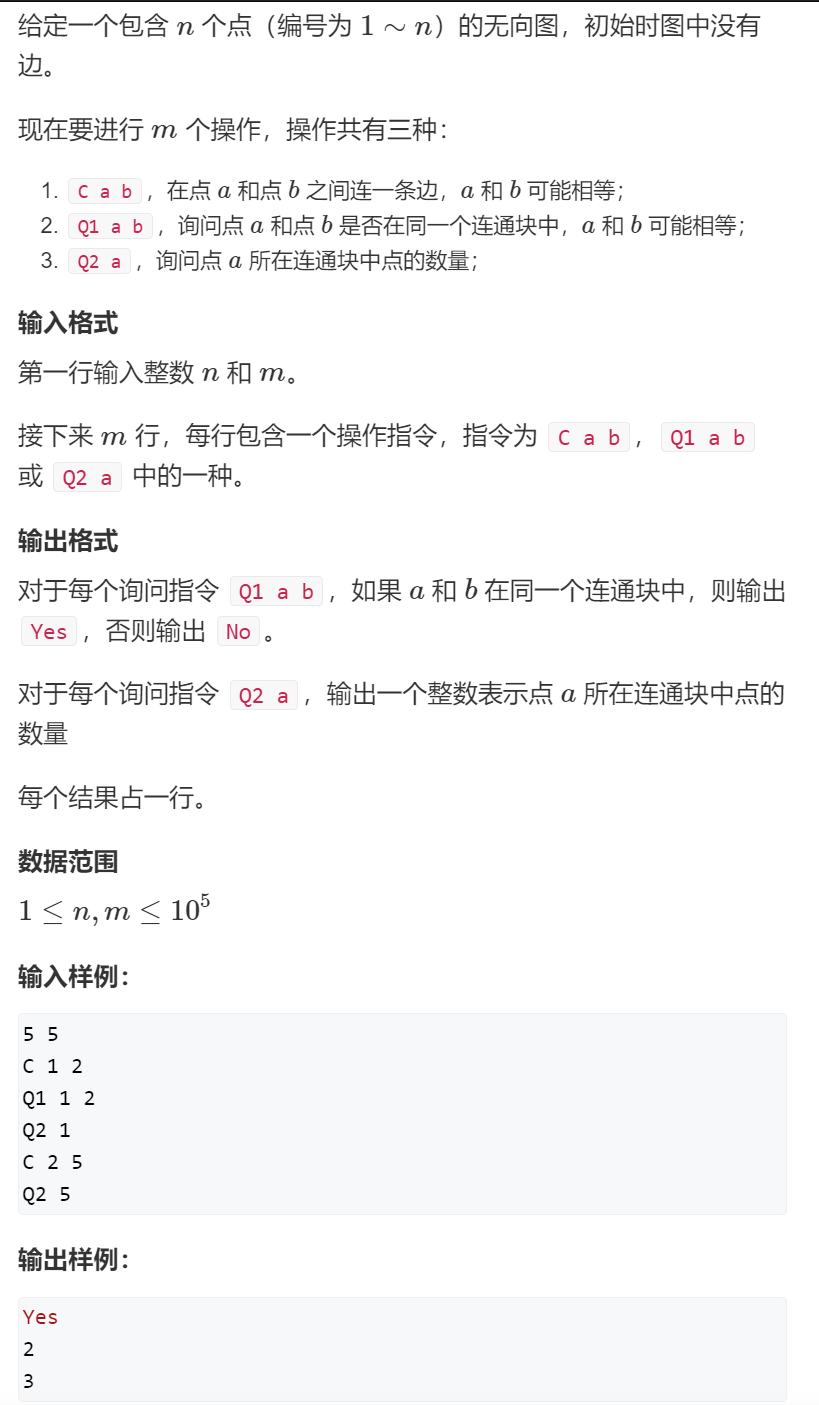 给定一个包含 n 个点（编号为 1 ∼ n）的无向图，初始时图中没有
边。
现在要进行 m 个操作，操作共有三种：
1. C a b，在点 a 和点 b 之间连一条边，a 和 b 可能相等；
2. Q1 a b，询问点 a 和点 b 是否在同一个连通块中，a 和 b 可能相等；
3. Q2 a，询问点 a 所在连通块中点的数量；
输入格式
第一行输入整数 n 和 m。
接下来 m 行，每行包含一个操作指令，指令为 C a b，Q1 a b
或 Q2 a 中的一种。
输出格式
对于每个询问指令 Q1 a b，如果 a 和 b 在同一个连通块中，则输出
Yes，否则输出 No。
对于每个询问指令 Q2 a，输出一个整数表示点 a 所在连通块中点的
数量
每个结果占一行。
数据范围
1 ≤ n, m ≤ 10⁵
输入样例：
5 5
C 1 2
Q1 1 2
Q2 1
C 2 5
Q2 5
输出样例：
Yes
2
3